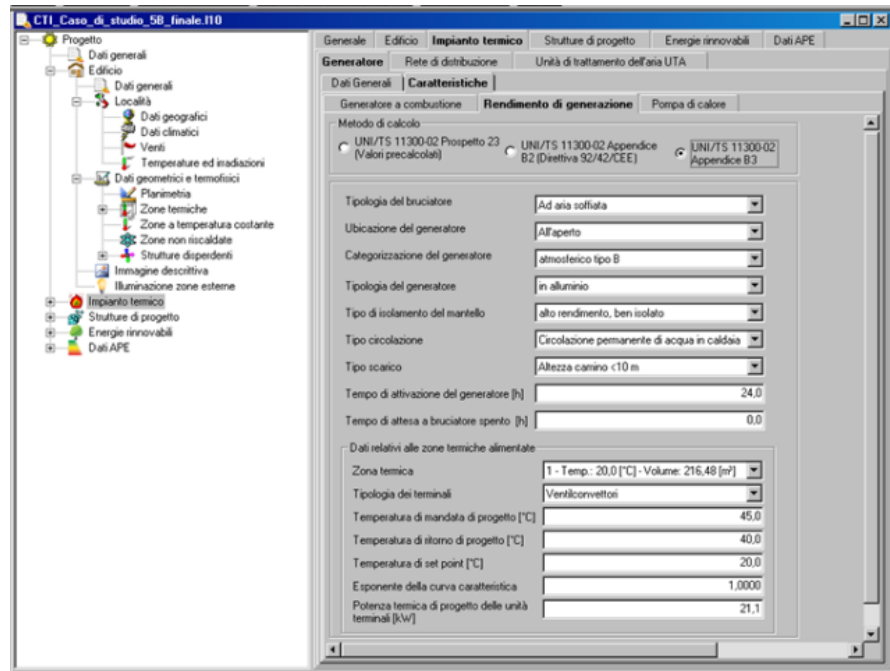 CTI_Caso_di_studio_5B_finale.l10
Progetto
Dati generali
Edificio
Dati generali
Località
Dati geografici
Dati climatici
Venti
Temperature ed irradiazioni
Dati geometrici e termofisici
Planimetria
Zone termiche
Zone a temperatura costante
Zone non riscaldate
Strutture disperdenti
Immagine descrittiva
Illuminazione zone esterne
Impianto termico
Strutture di progetto
Energie rinnovabili
Dati APE
Generale Edificio Impianto termico Strutture di progetto Energie rinnovabili Dati APE
Generatore Rete di distribuzione Unità di trattamento dell'aria UTA
Dati Generali Caratteristiche
Generatore a combustione Rendimento di generazione Pompa di calore
Metodo di calcolo
UNI/TS 11300-02 Prospetto 23
(Valori precalcolati)
UNI/TS 11300-02 Appendice
B2 (Direttiva 92/42/CEE)
UNI/TS 11300-02
Appendice B3
Tipologia del bruciatore Ad aria soffiata
Ubicazione del generatore All'aperto
Categorizzazione del generatore atmosferico tipo B
Tipologia del generatore in alluminio
Tipo di isolamento del mantello alto rendimento, ben isolato
Tipo circolazione Circolazione permanente di acqua in caldaia
Tipo scarico Altezza camino <10 m
Tempo di attivazione del generatore [h] 24,0
Tempo di attesa a bruciatore spento [h] 0,0
Dati relativi alle zone termiche alimentate
Zona termica 1 - Temp.: 20,0 [°C] - Volume: 216,48 [m³]
Tipologia dei terminali Ventilconvettori
Temperatura di mandata di progetto [°C] 45,0
Temperatura di ritorno di progetto [°C] 40,0
Temperatura di set point [°C] 20,0
Esponente della curva caratteristica 1,0000
Potenza termica di progetto delle unità
terminali [kW] 21,1